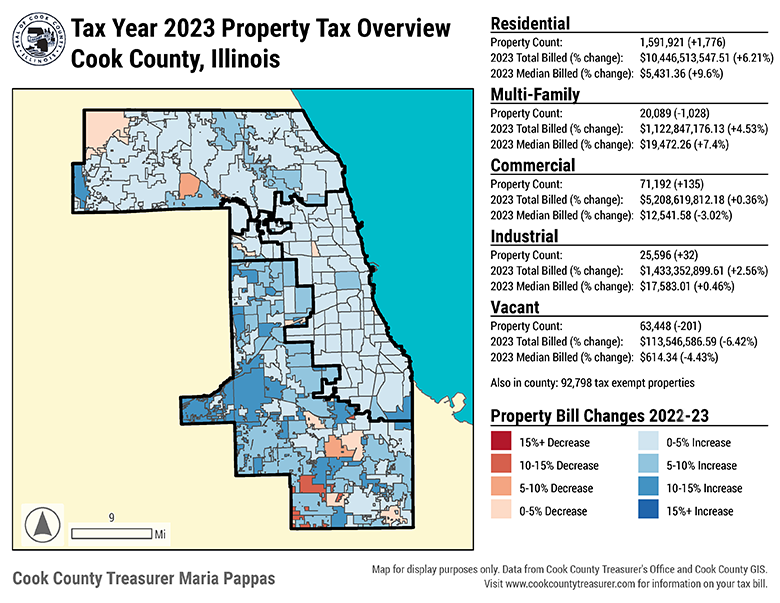 SEAL OF COOK COUNTY
ILLINOIS
Tax Year 2023 Property Tax Overview
Cook County, Illinois
9
Mi
Cook County Treasurer Maria Pappas
Residential
Property Count: 1,591,921 (+1,776)
2023 Total Billed (% change): $10,446,513,547.51 (+6.21%)
2023 Median Billed (% change): $5,431.36 (+9.6%)
Multi-Family
Property Count: 20,089 (-1,028)
2023 Total Billed (% change): $1,122,847,176.13 (+4.53%)
2023 Median Billed (% change): $19,472.26 (+7.4%)
Commercial
Property Count: 71,192 (+135)
2023 Total Billed (% change): $5,208,619,812.18 (+0.36%)
2023 Median Billed (% change): $12,541.58 (-3.02%)
Industrial
Property Count: 25,596 (+32)
2023 Total Billed (% change): $1,433,352,899.61 (+2.56%)
2023 Median Billed (% change): $17,583.01 (+0.46%)
Vacant
Property Count: 63,448 (-201)
2023 Total Billed (% change): $113,546,586.59 (-6.42%)
2023 Median Billed (% change): $614.34 (-4.43%)
Also in county: 92,798 tax exempt properties
Property Bill Changes 2022-23
15%+ Decrease 0-5% Increase
10-15% Decrease 5-10% Increase
5-10% Decrease 10-15% Increase
0-5% Decrease 15%+ Increase
Map for display purposes only. Data from Cook County Treasurer's Office and Cook County GIS.
Visit www.cookcountytreasurer.com for information on your tax bill.